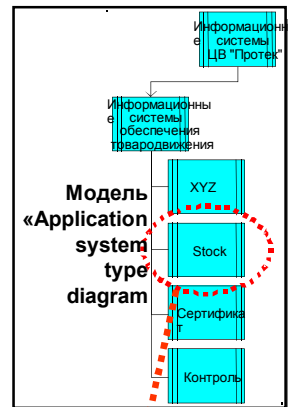 Информационны
е системы
ЦВ "Протек"
Информационны
е системы
обеспечения
товародвижения
XYZ
Модель
«Application
system
type
diagram
Stock
Сертифика
т
Контроль